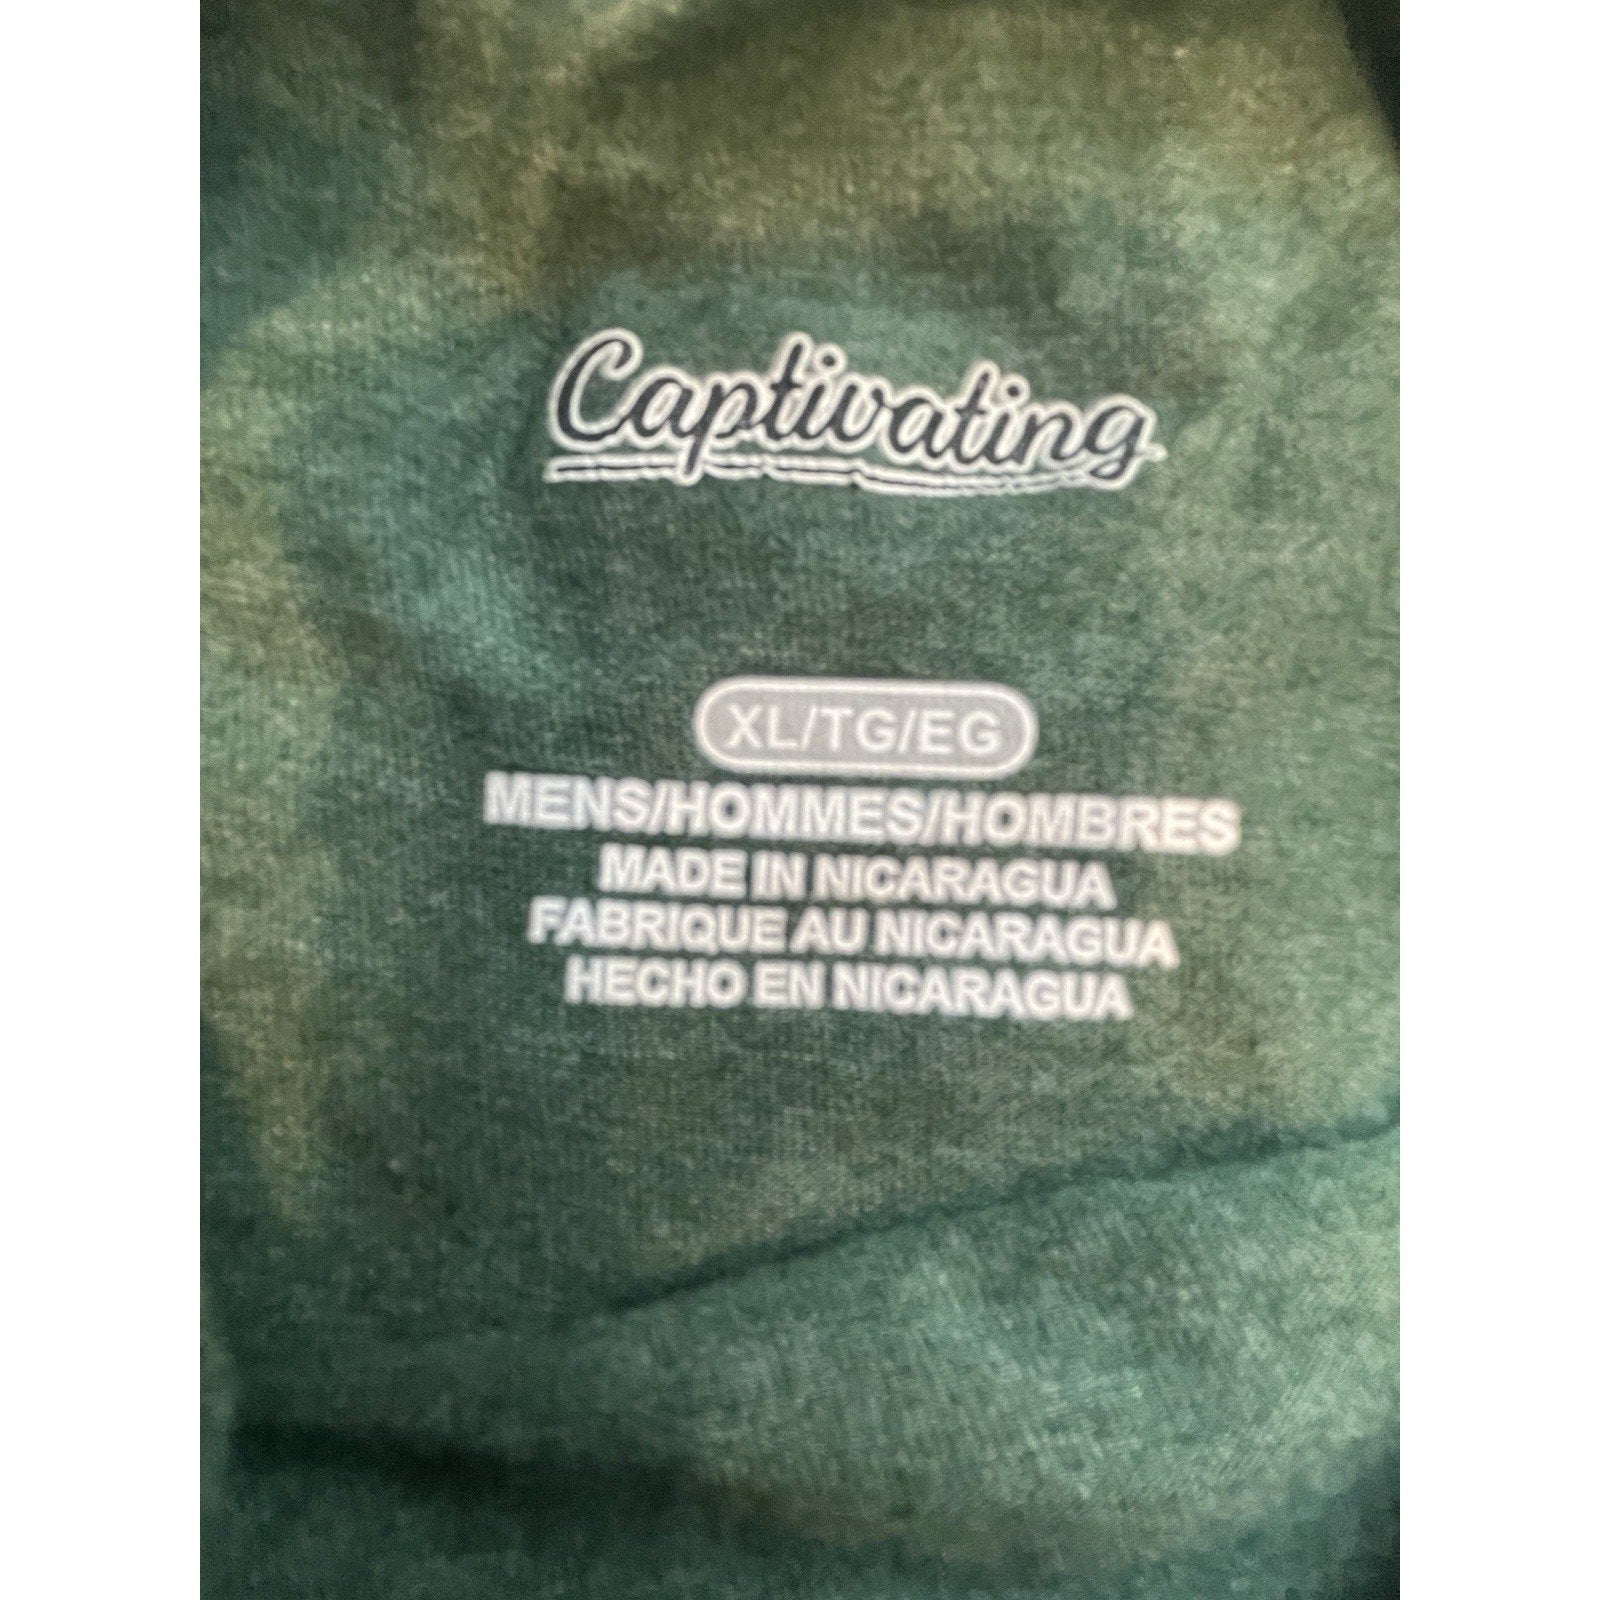 Captivating
XL/TG/EG
MENS/HOMMES/HOMBRES
MADE IN NICARAGUA
FABRIQUE AU NICARAGUA
HECHO EN NICARAGUA